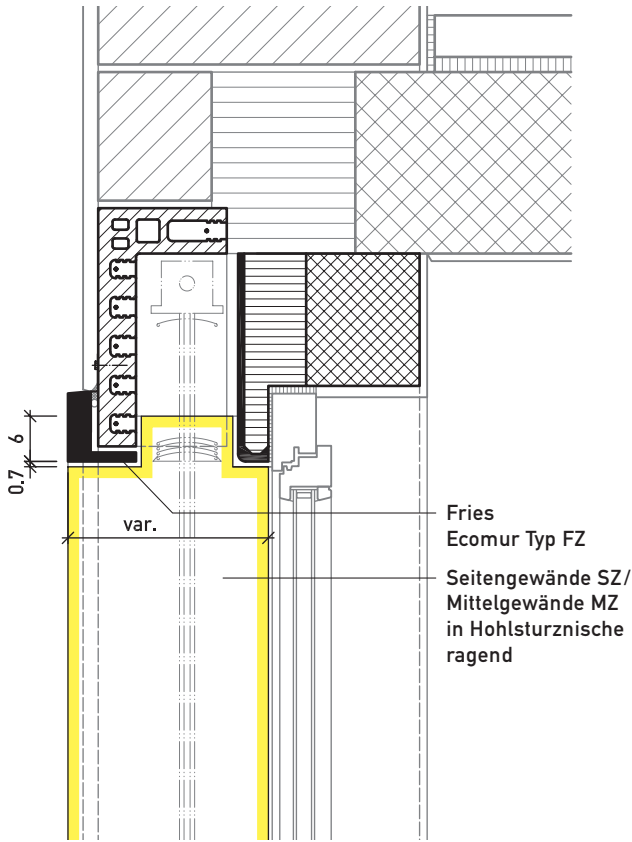 6
0.7
var.
Fries
Ecomur Typ FZ
Seitengewände SZ/
Mittelgewände MZ
in Hohlsturznische
ragend